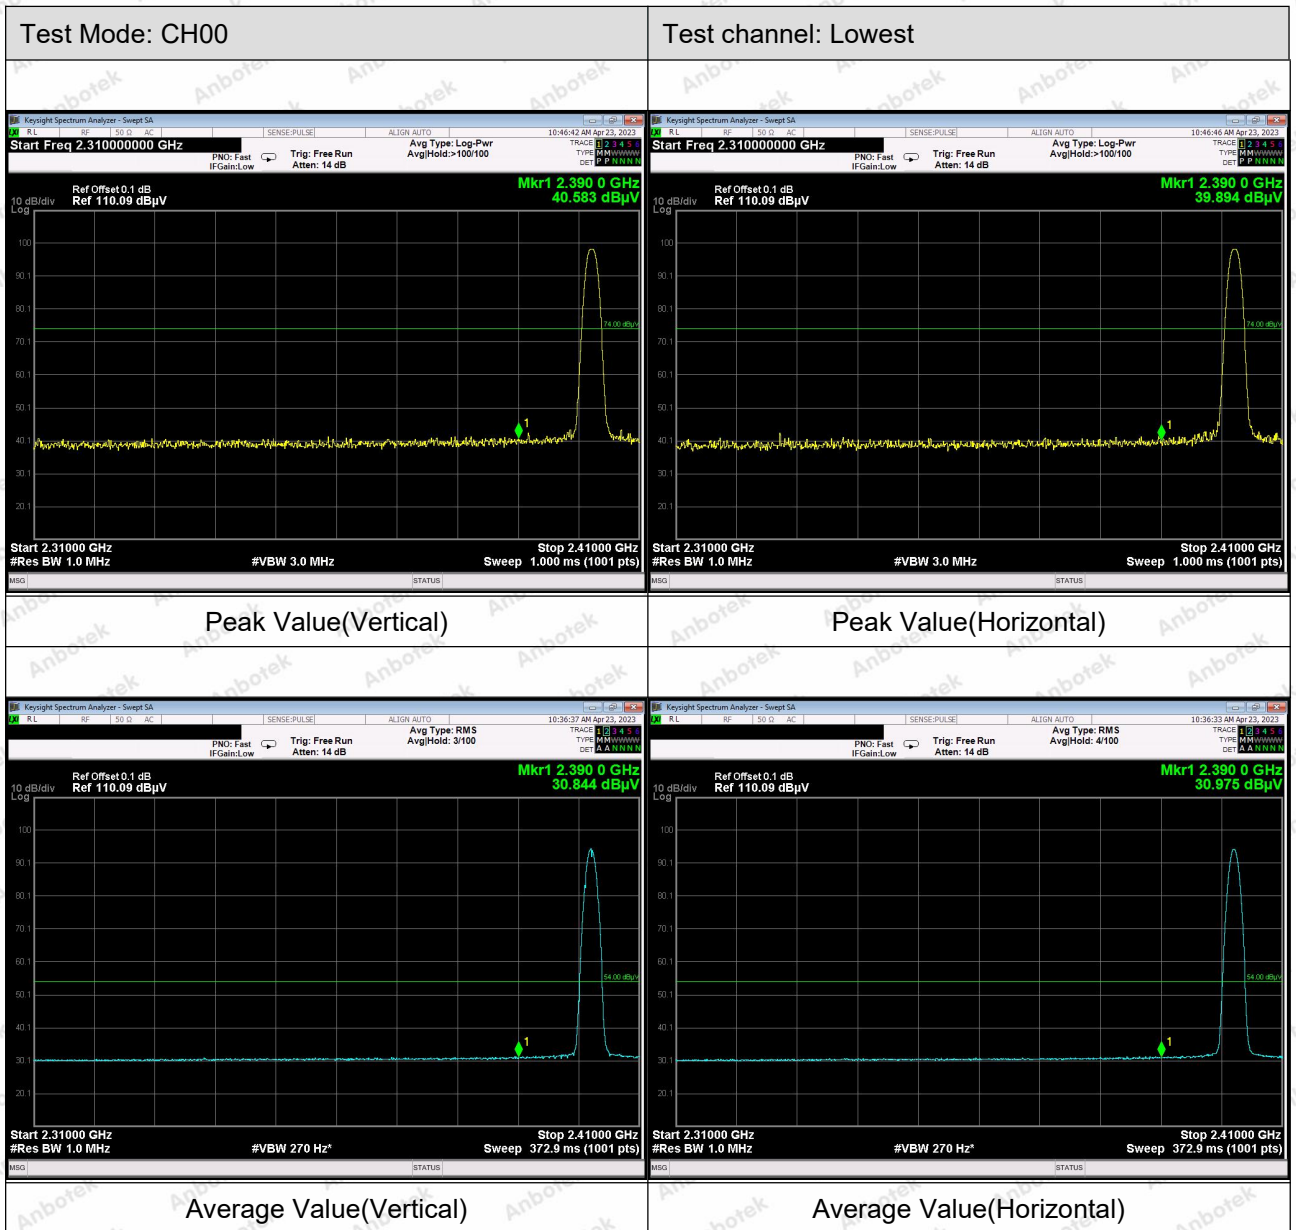 Test Mode: CH00
Test channel: Lowest
Keysight Spectrum Analyzer - Swept SA
LXI RL RF 50 Ω AC SENSE:PULSE ALIGN AUTO 10:46:42 AM Apr 23, 2023
Start Freq 2.310000000 GHz
PNO: Fast
IFGain:Low
Trig: Free Run
Atten: 14 dB
Avg Type: Log-Pwr
Avg|Hold:>100/100
TRACE 1 2 3 4 5 6
TYPE M M W W W W
DET P P N N N N
Mkr1 2.390 0 GHz
40.583 dBµV
Ref Offset 0.1 dB
10 dB/div Ref 110.09 dBµV
Log
100
90.1
80.1
74.00 dBµV
70.1
60.1
50.1
1
40.1
30.1
20.1
Start 2.31000 GHz
Stop 2.41000 GHz
#Res BW 1.0 MHz #VBW 3.0 MHz Sweep 1.000 ms (1001 pts)
MSG STATUS
Keysight Spectrum Analyzer - Swept SA
LXI RL RF 50 Ω AC SENSE:PULSE ALIGN AUTO 10:46:46 AM Apr 23, 2023
Start Freq 2.310000000 GHz
PNO: Fast
IFGain:Low
Trig: Free Run
Atten: 14 dB
Avg Type: Log-Pwr
Avg|Hold:>100/100
TRACE 1 2 3 4 5 6
TYPE M M W W W W
DET P P N N N N
Mkr1 2.390 0 GHz
39.894 dBµV
Ref Offset 0.1 dB
10 dB/div Ref 110.09 dBµV
Log
100
90.1
80.1
74.00 dBµV
70.1
60.1
50.1
1
40.1
30.1
20.1
Start 2.31000 GHz
Stop 2.41000 GHz
#Res BW 1.0 MHz #VBW 3.0 MHz Sweep 1.000 ms (1001 pts)
MSG STATUS
Peak Value(Vertical)
Peak Value(Horizontal)
Keysight Spectrum Analyzer - Swept SA
LXI RL RF 50 Ω AC SENSE:PULSE ALIGN AUTO 10:36:37 AM Apr 23, 2023
PNO: Fast
IFGain:Low
Trig: Free Run
Atten: 14 dB
Avg Type: RMS
Avg|Hold: 3/100
TRACE 1 2 3 4 5 6
TYPE M M W W W W
DET A A N N N N
Mkr1 2.390 0 GHz
30.844 dBµV
Ref Offset 0.1 dB
10 dB/div Ref 110.09 dBµV
Log
100
90.1
80.1
70.1
60.1
54.00 dBµV
50.1
40.1
1
30.1
20.1
Start 2.31000 GHz
Stop 2.41000 GHz
#Res BW 1.0 MHz #VBW 270 Hz* Sweep 372.9 ms (1001 pts)
MSG STATUS
Keysight Spectrum Analyzer - Swept SA
LXI RL RF 50 Ω AC SENSE:PULSE ALIGN AUTO 10:36:33 AM Apr 23, 2023
PNO: Fast
IFGain:Low
Trig: Free Run
Atten: 14 dB
Avg Type: RMS
Avg|Hold: 4/100
TRACE 1 2 3 4 5 6
TYPE M M W W W W
DET A A N N N N
Mkr1 2.390 0 GHz
30.975 dBµV
Ref Offset 0.1 dB
10 dB/div Ref 110.09 dBµV
Log
100
90.1
80.1
70.1
60.1
54.00 dBµV
50.1
40.1
1
30.1
20.1
Start 2.31000 GHz
Stop 2.41000 GHz
#Res BW 1.0 MHz #VBW 270 Hz* Sweep 372.9 ms (1001 pts)
MSG STATUS
Average Value(Vertical)
Average Value(Horizontal)
Anbotek